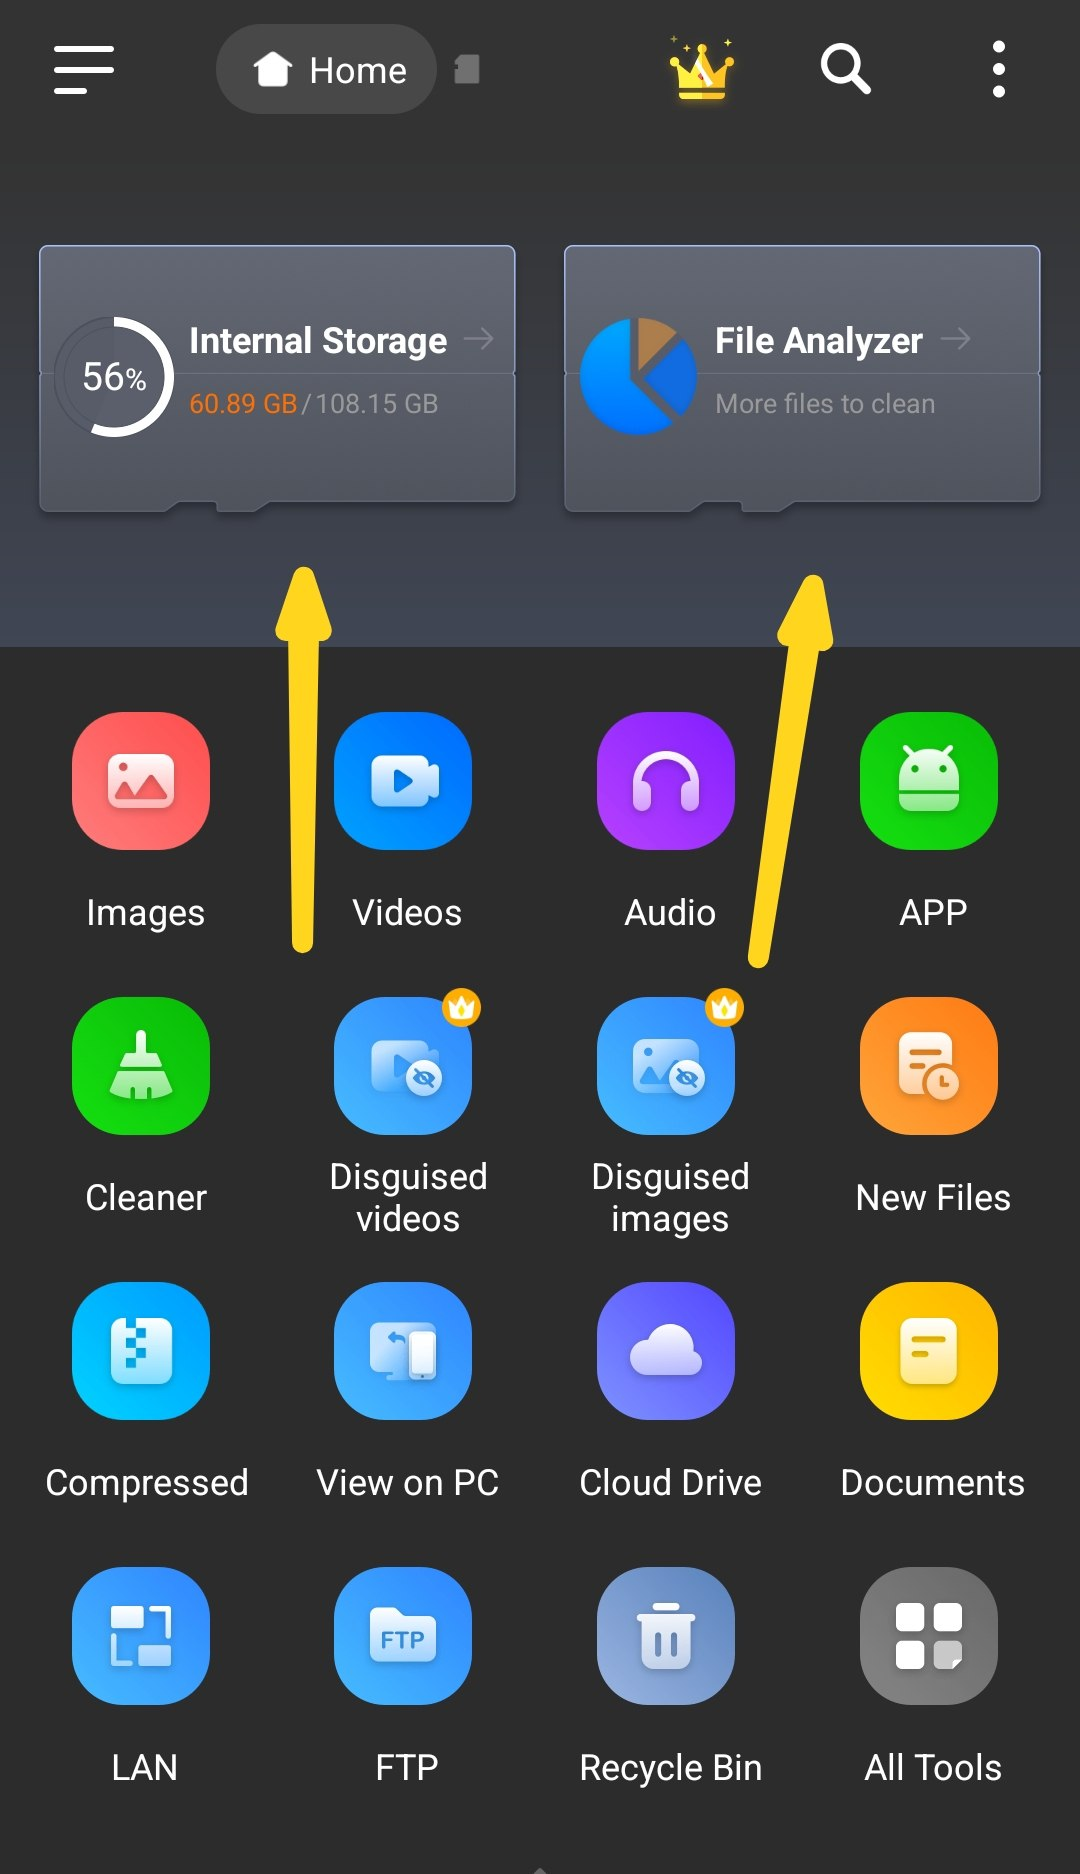 Home
Internal Storage
56%
60.89 GB/108.15 GB
File Analyzer
More files to clean
Images
Videos
Audio
APP
Cleaner
Disguised
videos
Disguised
images
New Files
Compressed
View on PC
Cloud Drive
Documents
LAN
FTP
FTP
Recycle Bin
All Tools